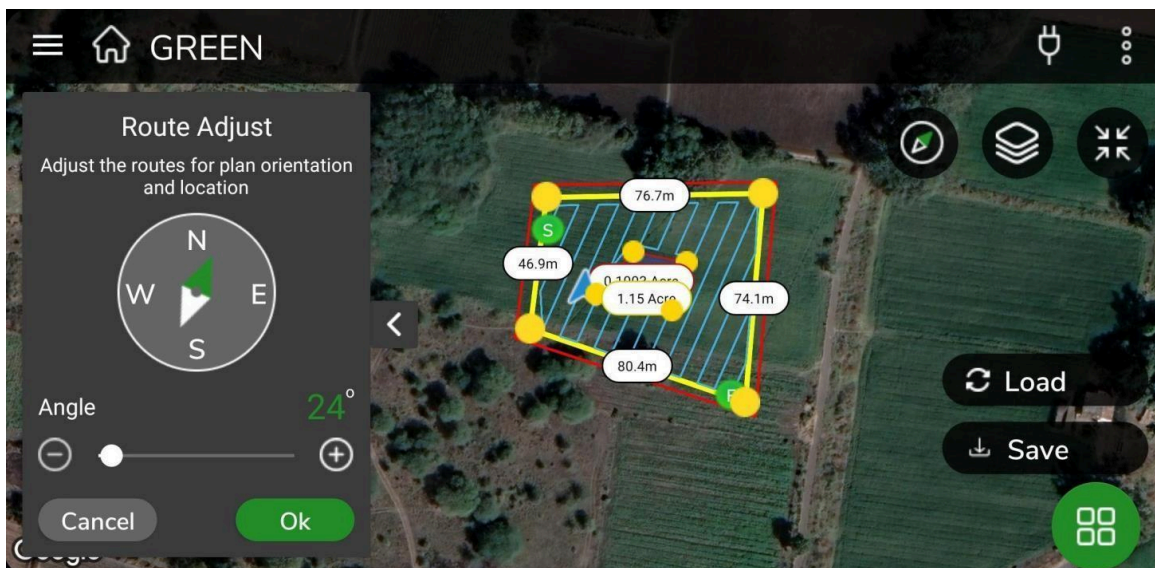 GREEN
Route Adjust
Adjust the routes for plan orientation
and location
N
W E
S
Angle 24°
Cancel Ok
76.7m
S
46.9m
1.15 Acre
74.1m
80.4m
Load
Save